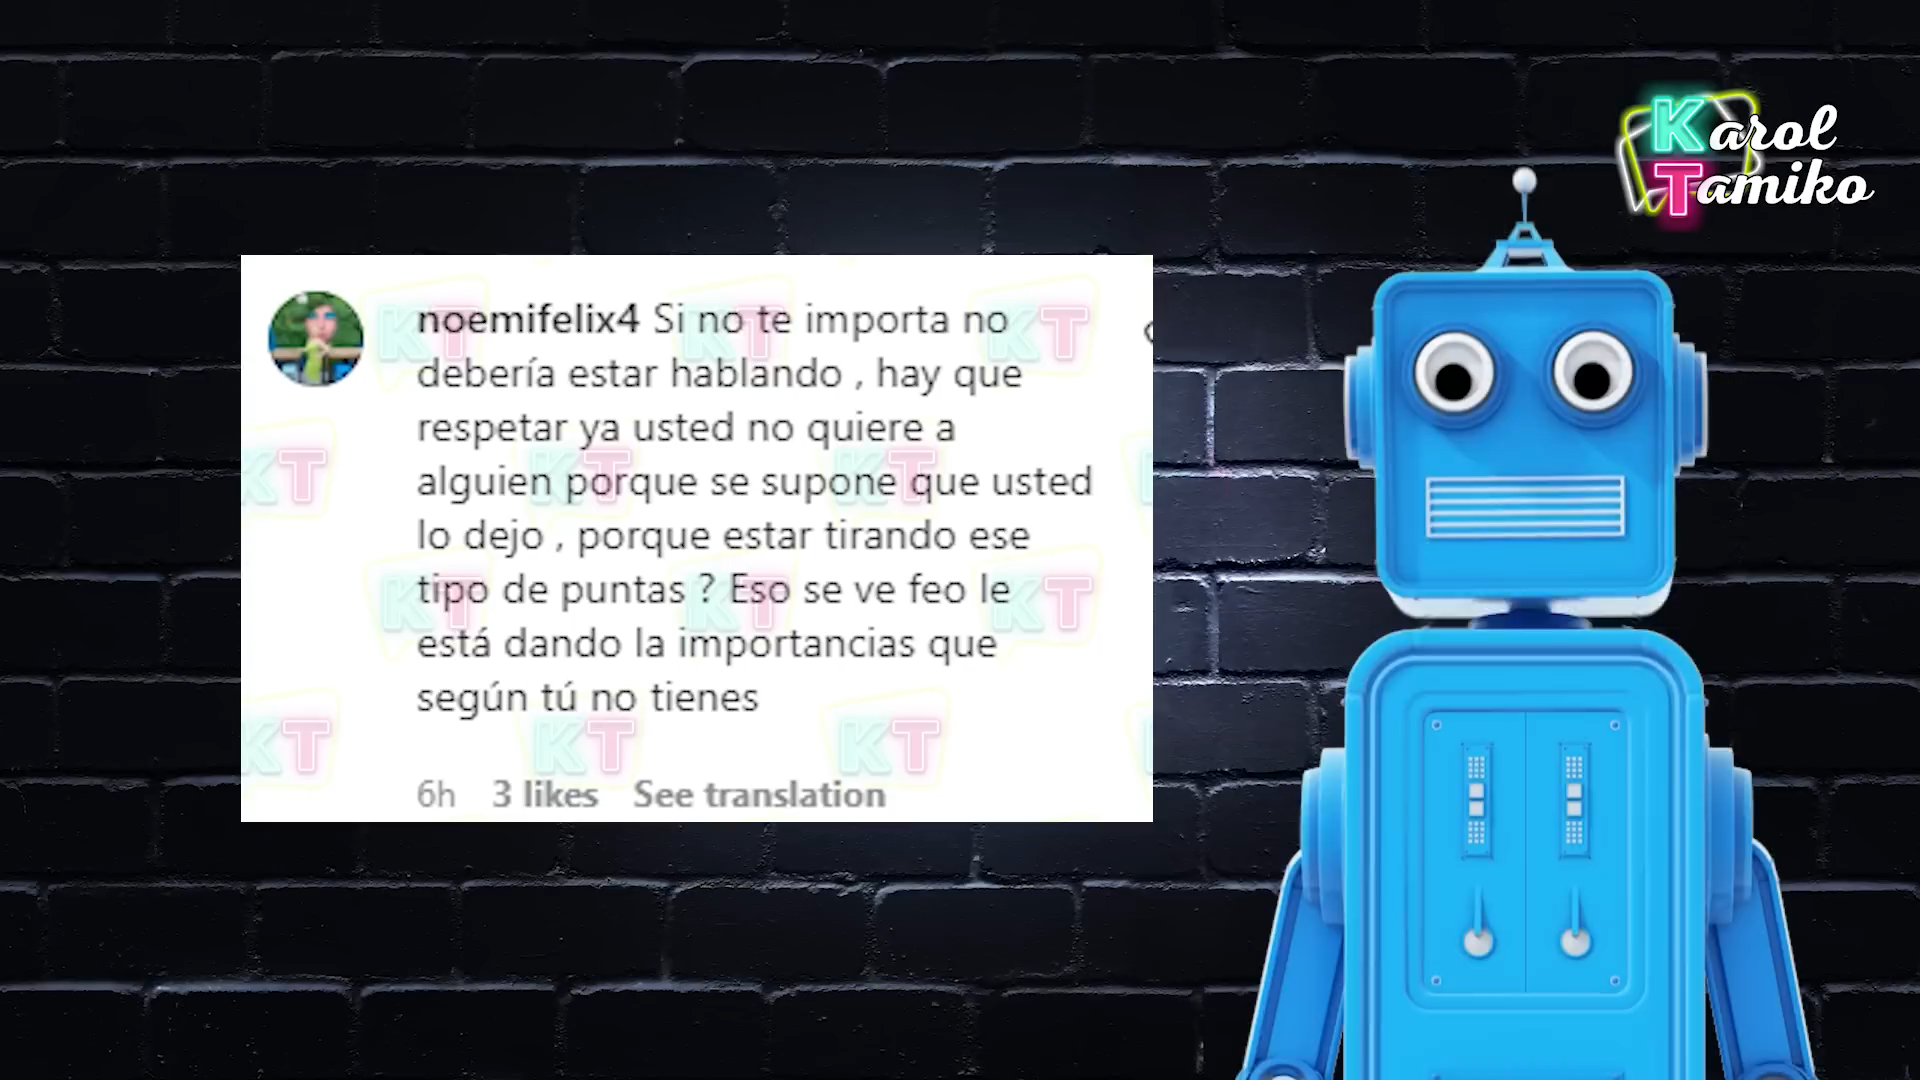 Karol
Tamiko
noemifelix4 Si no te importa no
debería estar hablando , hay que
respetar ya usted no quiere a
alguien porque se supone que usted
lo dejo , porque estar tirando ese
tipo de puntas ? Eso se ve feo le
está dando la importancias que
según tú no tienes
6h 3 likes See translation